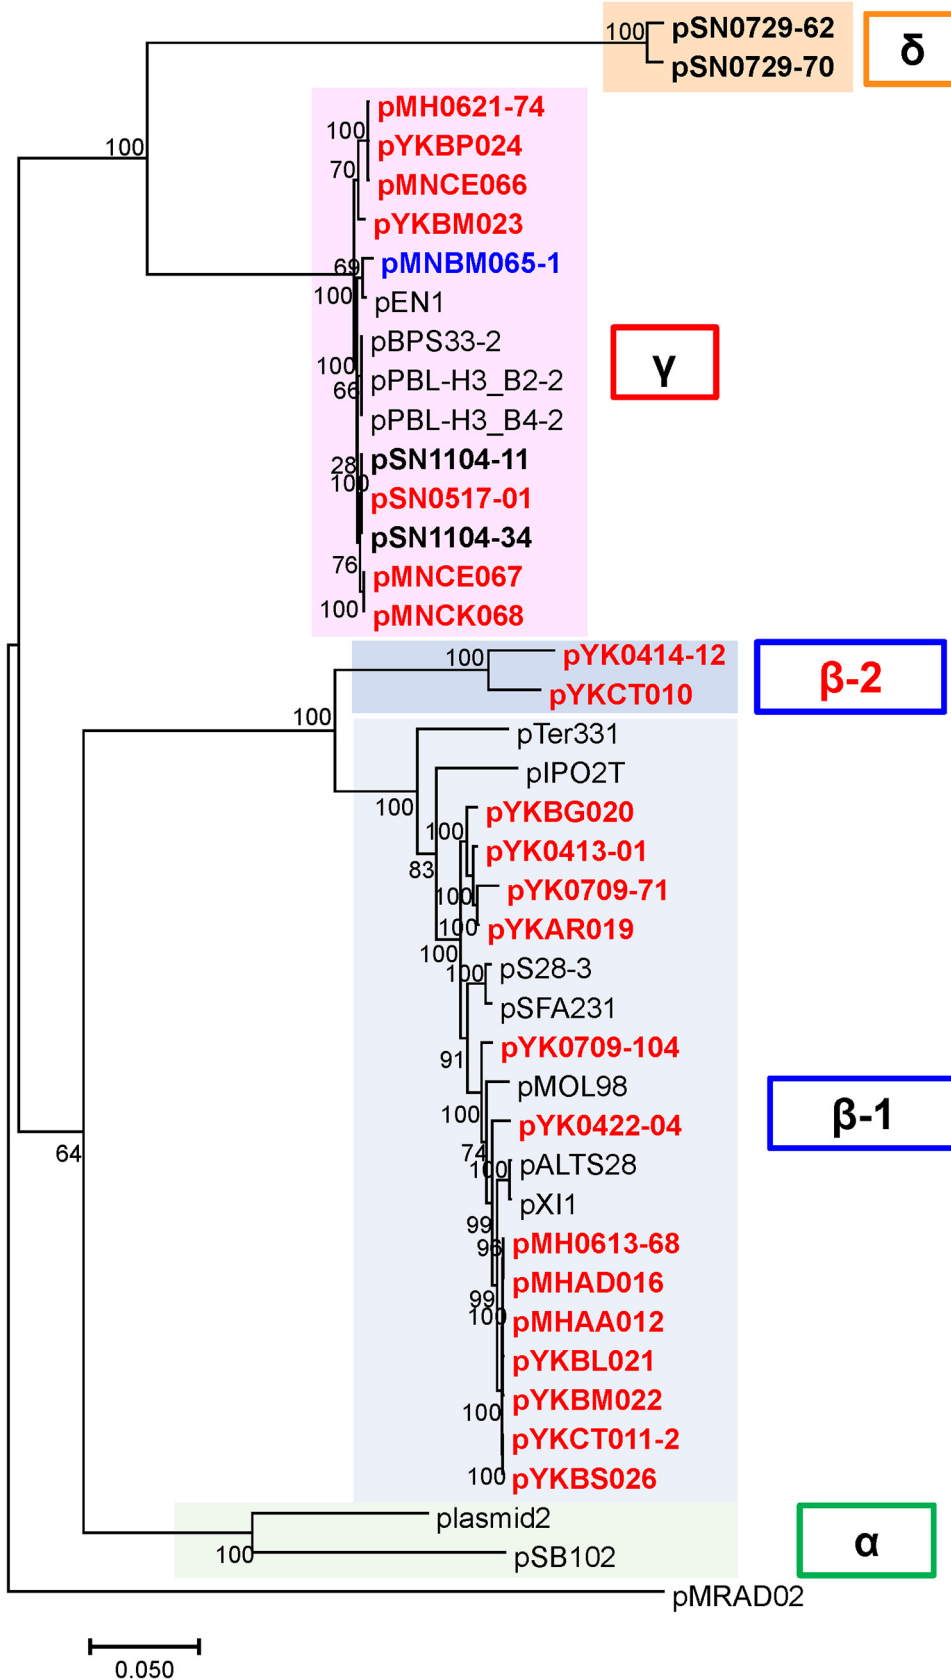 100
pSN0729-62
pSN0729-70
δ
pMH0621-74
100
pYKBP024
100
70
pMNCE066
pYKBM023
69
pMNBM065-1
100
pEN1
pBPS33-2
γ
100
66
pPBL-H3_B2-2
pPBL-H3_B4-2
28
pSN1104-11
100
pSN0517-01
pSN1104-34
76
pMNCE067
100
pMNCK068
100
pYK0414-12
β-2
pYKCT010
100
pTer331
pIPO2T
100
pYKBG020
100
pYK0413-01
83
pYK0709-71
100
pYKAR019
100
100
pS28-3
100
pSFA231
pYK0709-104
91
pMOL98
β-1
100
pYK0422-04
74
64
pALTS28
100
pXI1
99
pMH0613-68
96
pMHAD016
99
pMHAA012
100
pYKBL021
pYKBM022
100
pYKCT011-2
pYKBS026
100
plasmid2
α
pSB102
100
pMRAD02
0.050